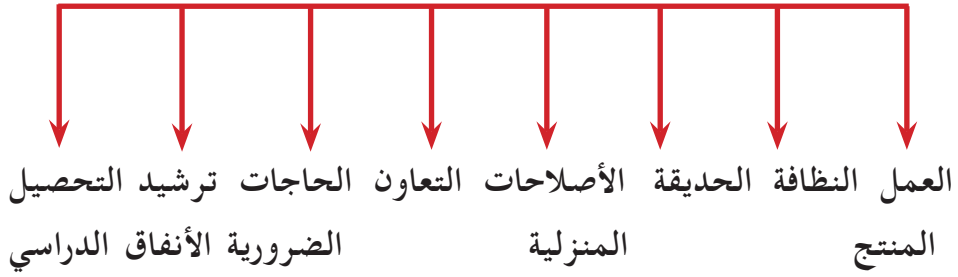 العمل النظافة الحديقة الأصلاحات التعاون الحاجات ترشيد التحصيل
المنتج المنزلية الضرورية الأنفاق الدراسي